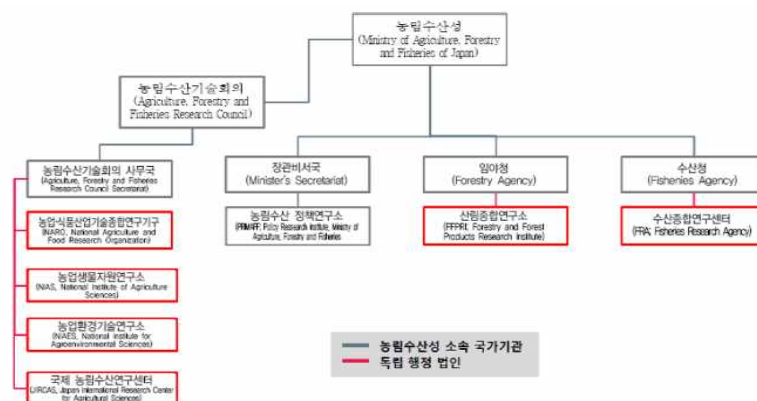 농림수산성
(Ministry of Agriculture, Forestry
and Fisheries of Japan)
농림수산기술회의
(Agriculture, Forestry and
Fisheries Research Council)
농림수산기술회의 사무국
(Agriculture, Forestry and Fisheries
Research Council Secretariat)
장관비서국
(Minister's Secretariat)
임야청
(Forestry Agency)
수산청
(Fishenies Agency)
농업·식품산업기술종합연구기구
(NARO, National Agriculture and
Food Research Organization)
농림수산 정책연구소
(PRIMAFF; Policy Research Institute, Ministry of
Agriculture, Forestry and Fisheries
산림종합연구소
(FFPRI; Forestry and Forest
Products Research Institute)
수산종합연구센터
(FRA; Fisheries Research Agency)
농업생물자원연구소
(NIAS, National Institute of Agriculture
Sciences)
농업환경기술연구소
(NIAES, National Institute for
Agroenvironmental Sciences)
국제 농림수산연구센터
(JIRCAS, Japan International Research Center
for Agricultural Sciences)
농림수산성 소속 국가기관
독립 행정 법인